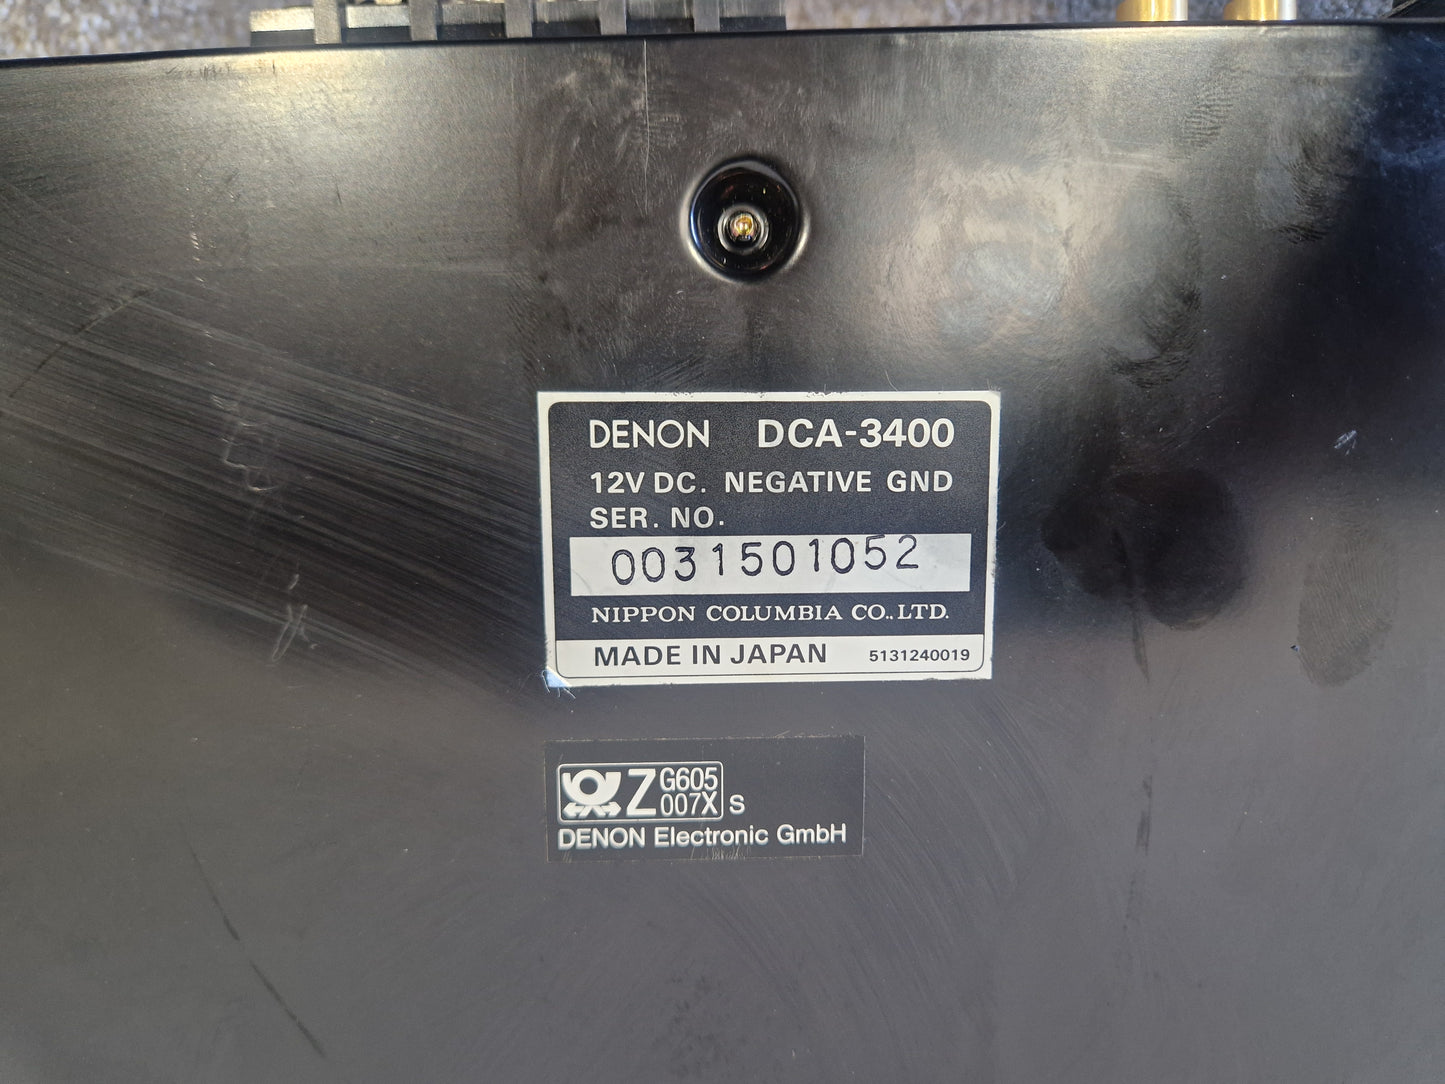 DENON DCA-3400
12V DC. NEGATIVE GND
SER. NO.
0031501052
NIPPON COLUMBIA CO., LTD.
MADE IN JAPAN 5131240019
Z G605
007X S
DENON Electronic GmbH